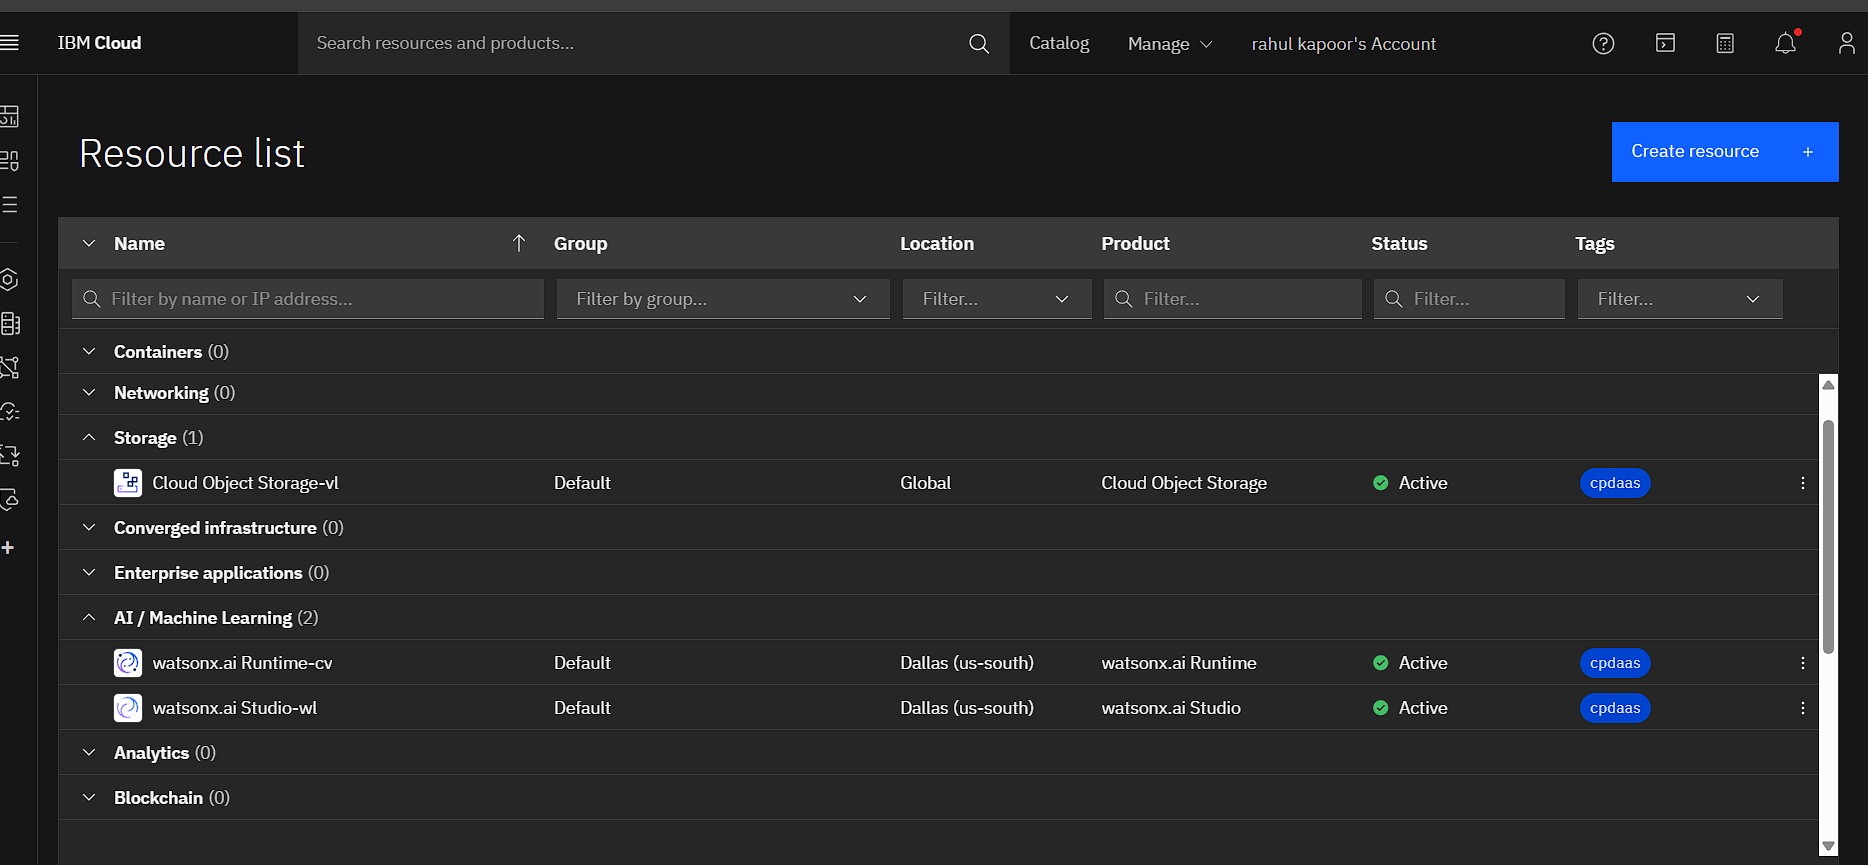 IBM Cloud
Search resources and products...
Catalog
Manage
rahul kapoor's Account
Resource list
Create resource +
Name Group Location Product Status Tags
Filter by name or IP address... Filter by group... Filter... Filter... Filter... Filter...
Containers (0)
Networking (0)
Storage (1)
Cloud Object Storage-vl Default Global Cloud Object Storage Active cpdaas
Converged infrastructure (0)
Enterprise applications (0)
AI / Machine Learning (2)
watsonx.ai Runtime-cv Default Dallas (us-south) watsonx.ai Runtime Active cpdaas
watsonx.ai Studio-wl Default Dallas (us-south) watsonx.ai Studio Active cpdaas
Analytics (0)
Blockchain (0)